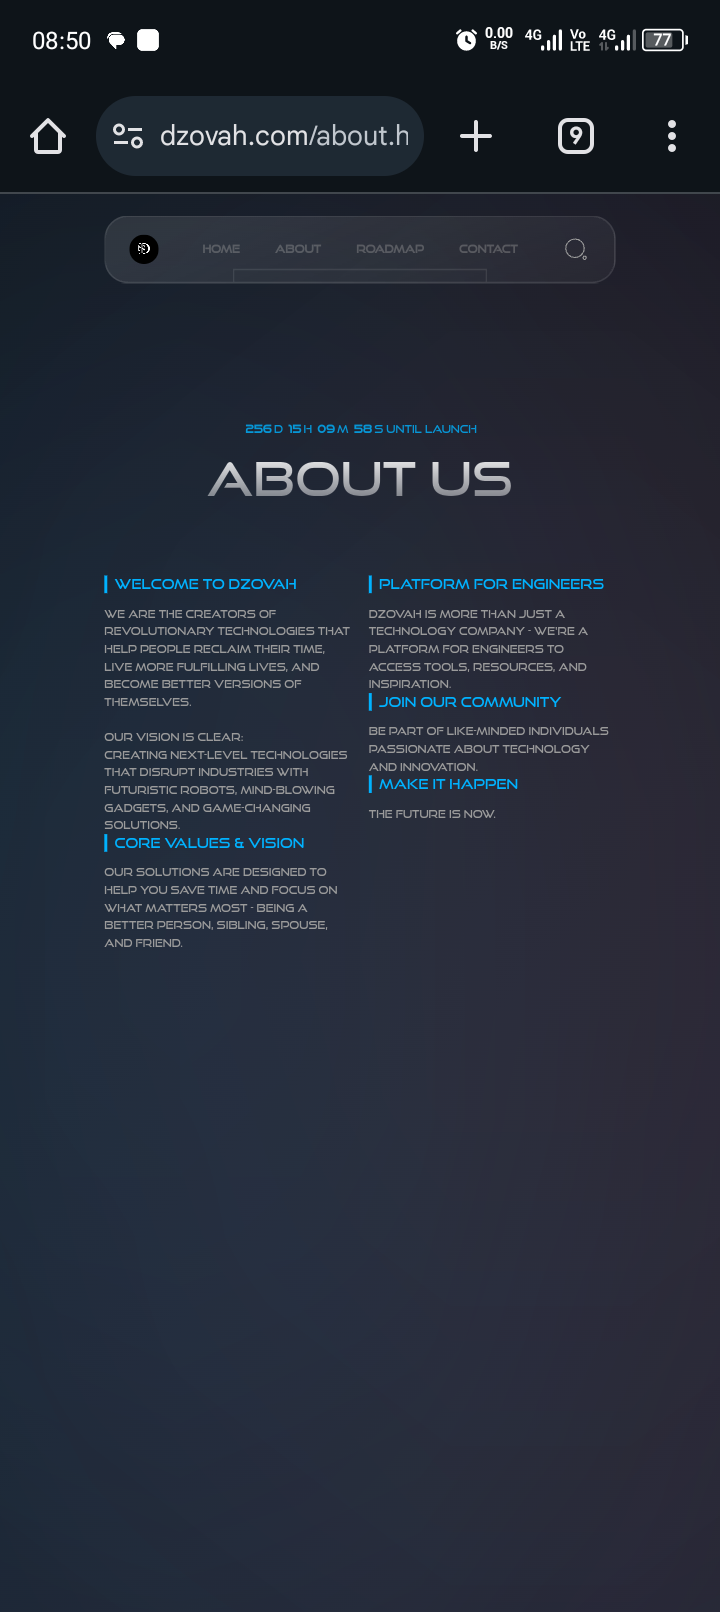 08:50
0.00
B/S
4G
Vo
LTE
4G
77
dzovah.com/about.h
9
HOME ABOUT ROADMAP CONTACT
256 D 15 H 09 M 58 S UNTIL LAUNCH
ABOUT US
WELCOME TO DZOVAH
WE ARE THE CREATORS OF
REVOLUTIONARY TECHNOLOGIES THAT
HELP PEOPLE RECLAIM THEIR TIME,
LIVE MORE FULFILLING LIVES, AND
BECOME BETTER VERSIONS OF
THEMSELVES.
OUR VISION IS CLEAR:
CREATING NEXT-LEVEL TECHNOLOGIES
THAT DISRUPT INDUSTRIES WITH
FUTURISTIC ROBOTS, MIND-BLOWING
GADGETS, AND GAME-CHANGING
SOLUTIONS.
CORE VALUES & VISION
OUR SOLUTIONS ARE DESIGNED TO
HELP YOU SAVE TIME AND FOCUS ON
WHAT MATTERS MOST - BEING A
BETTER PERSON, SIBLING, SPOUSE,
AND FRIEND.
PLATFORM FOR ENGINEERS
DZOVAH IS MORE THAN JUST A
TECHNOLOGY COMPANY - WE'RE A
PLATFORM FOR ENGINEERS TO
ACCESS TOOLS, RESOURCES, AND
INSPIRATION.
JOIN OUR COMMUNITY
BE PART OF LIKE-MINDED INDIVIDUALS
PASSIONATE ABOUT TECHNOLOGY
AND INNOVATION.
MAKE IT HAPPEN
THE FUTURE IS NOW.